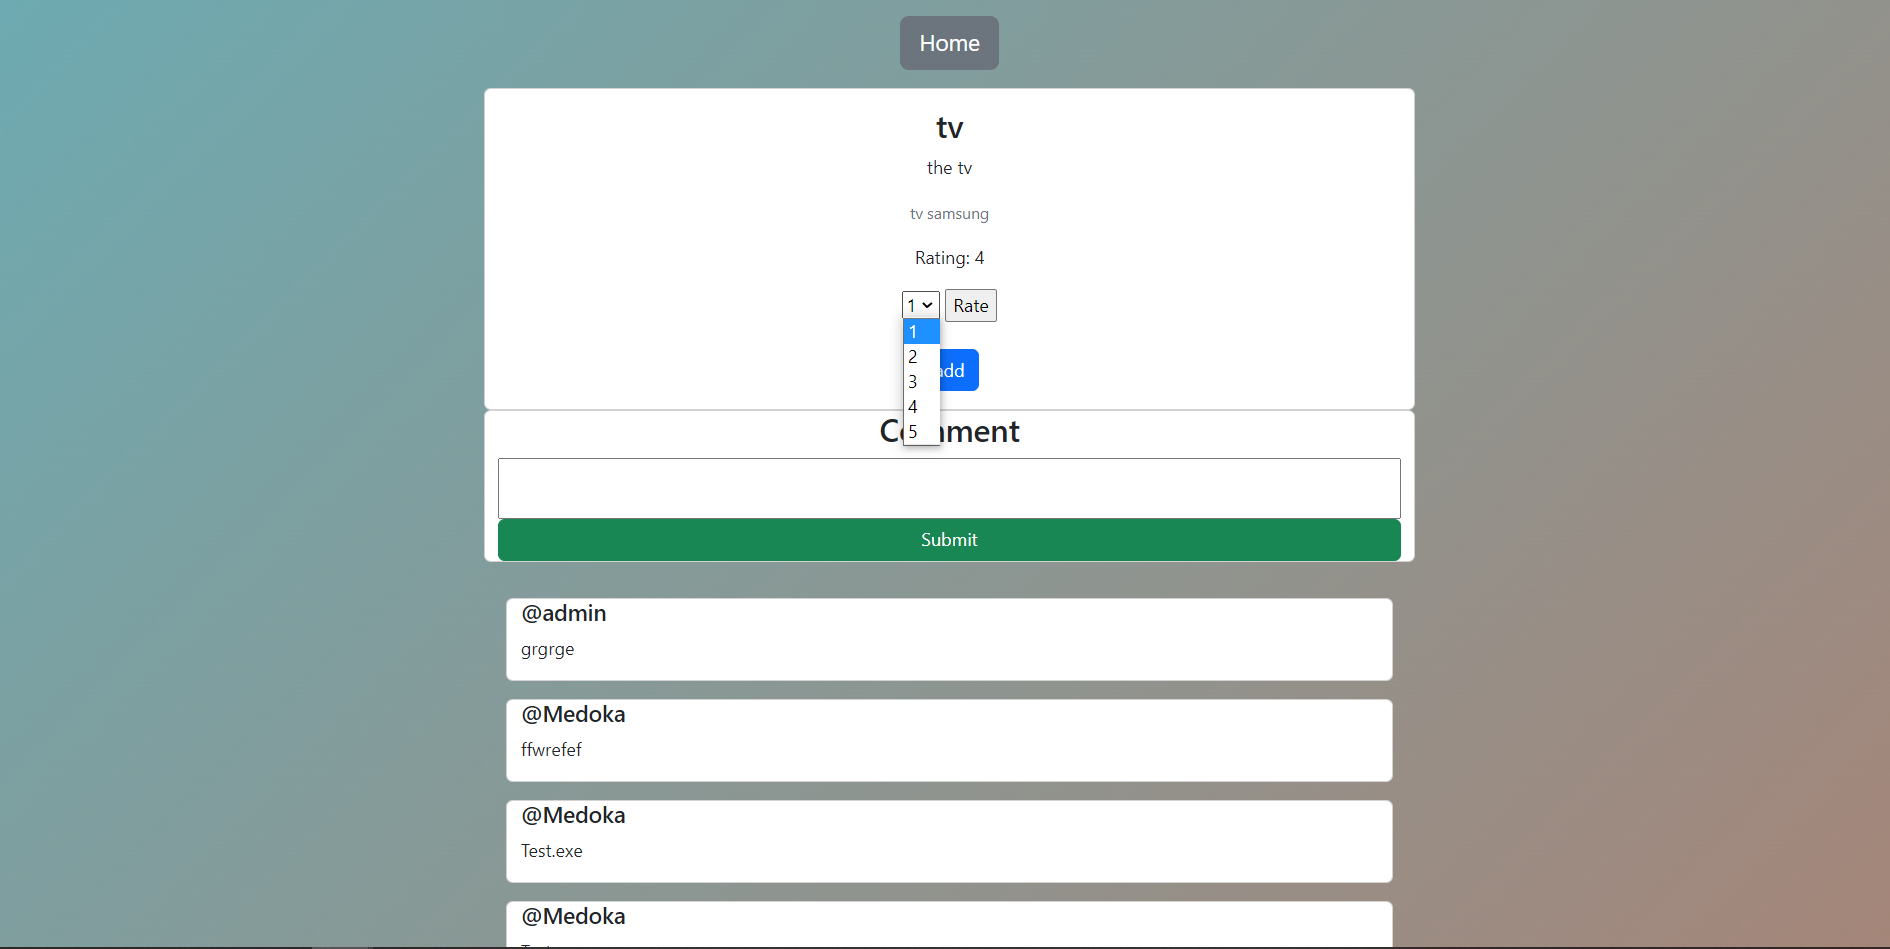 Home
tv
the tv
tv samsung
Rating: 4
1 Rate
1
2
3
4
5
add
Comment
Submit
@admin
grgrge
@Medoka
ffwrefef
@Medoka
Test.exe
@Medoka